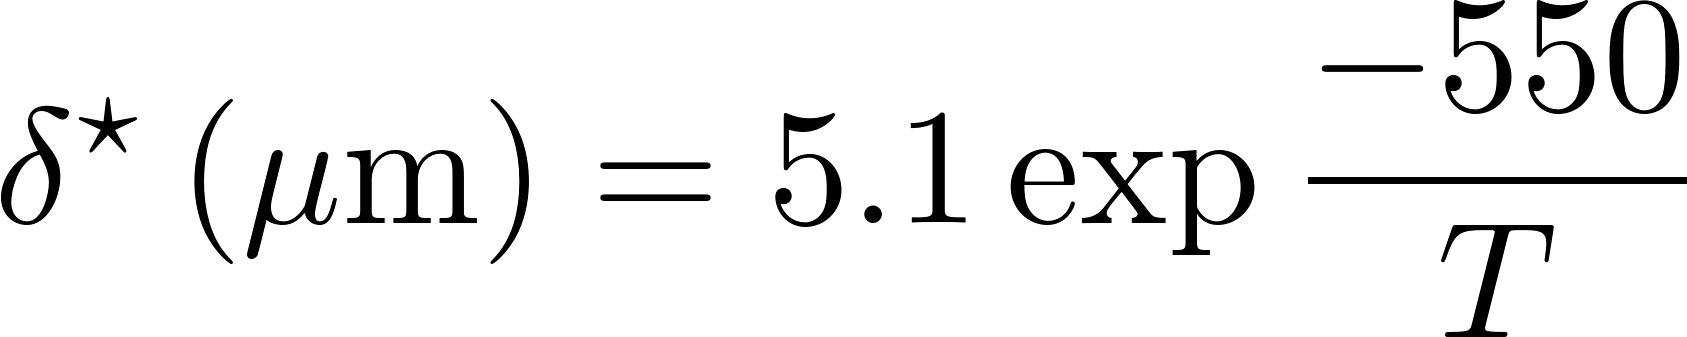 δ⋆ (μm) = 5.1 exp −550/T